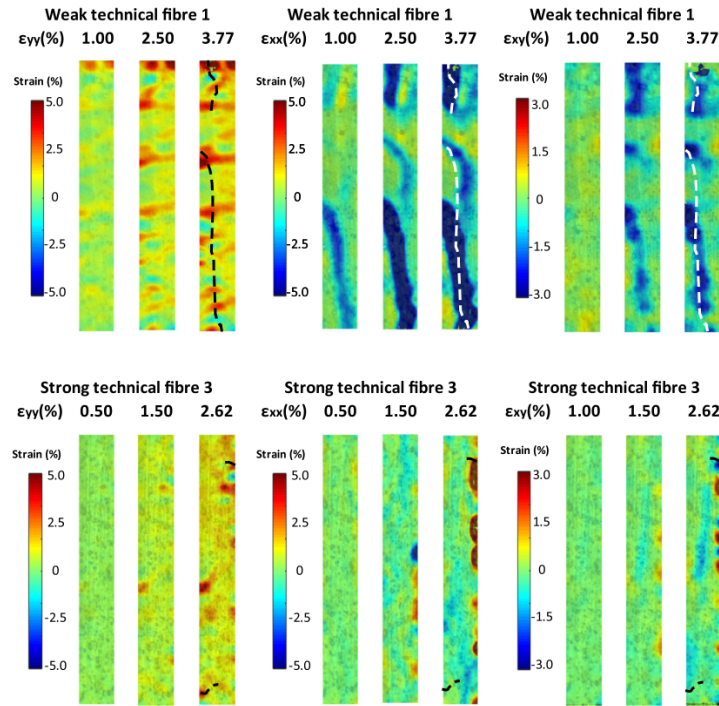 Weak technical fibre 1
εyy(%) 1.00 2.50 3.77
Strain (%)
5.0
2.5
0
-2.5
-5.0
Weak technical fibre 1
εxx(%) 1.00 2.50 3.77
Strain (%)
5.0
2.5
0
-2.5
-5.0
Weak technical fibre 1
εxy(%) 1.00 2.50 3.77
Strain (%)
3.0
1.5
0
-1.5
-3.0
Strong technical fibre 3
εyy(%) 0.50 1.50 2.62
Strain (%)
5.0
2.5
0
-2.5
-5.0
Strong technical fibre 3
εxx(%) 0.50 1.50 2.62
Strain (%)
5.0
2.5
0
-2.5
-5.0
Strong technical fibre 3
εxy(%) 1.00 1.50 2.62
Strain (%)
3.0
1.5
0
-1.5
-3.0